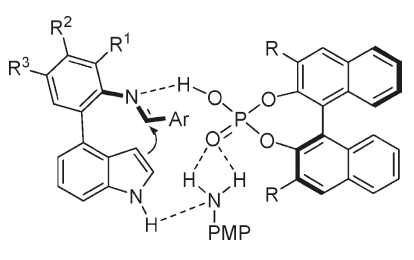 R² R¹
R³ H R
N O O
P
Ar O O
H H R
N N
H PMP